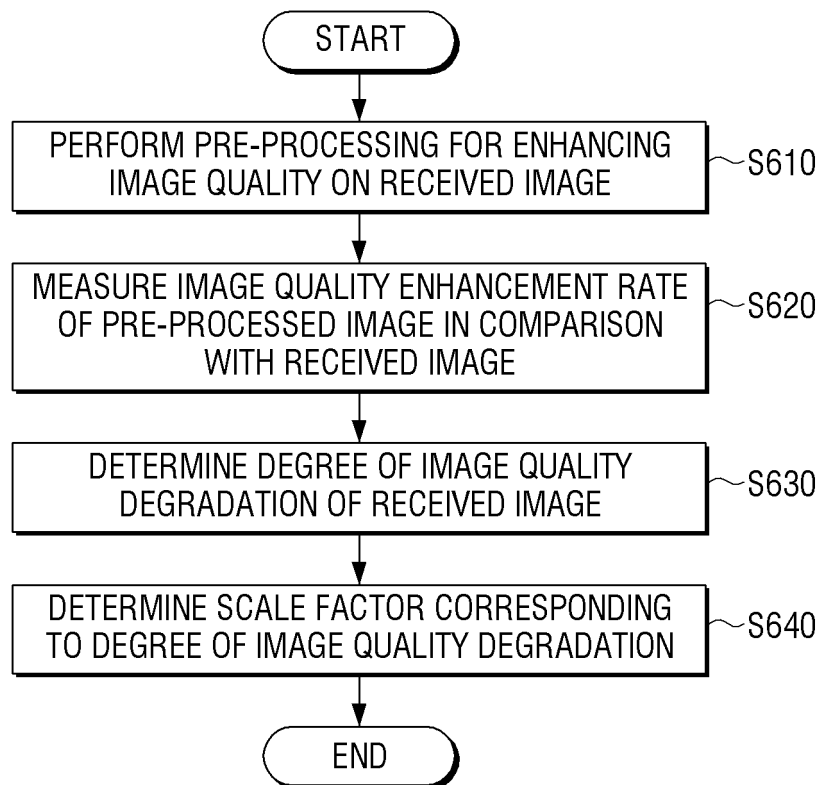 START
PERFORM PRE-PROCESSING FOR ENHANCING
IMAGE QUALITY ON RECEIVED IMAGE
S610
MEASURE IMAGE QUALITY ENHANCEMENT RATE
OF PRE-PROCESSED IMAGE IN COMPARISON
WITH RECEIVED IMAGE
S620
DETERMINE DEGREE OF IMAGE QUALITY
DEGRADATION OF RECEIVED IMAGE
S630
DETERMINE SCALE FACTOR CORRESPONDING
TO DEGREE OF IMAGE QUALITY DEGRADATION
S640
END